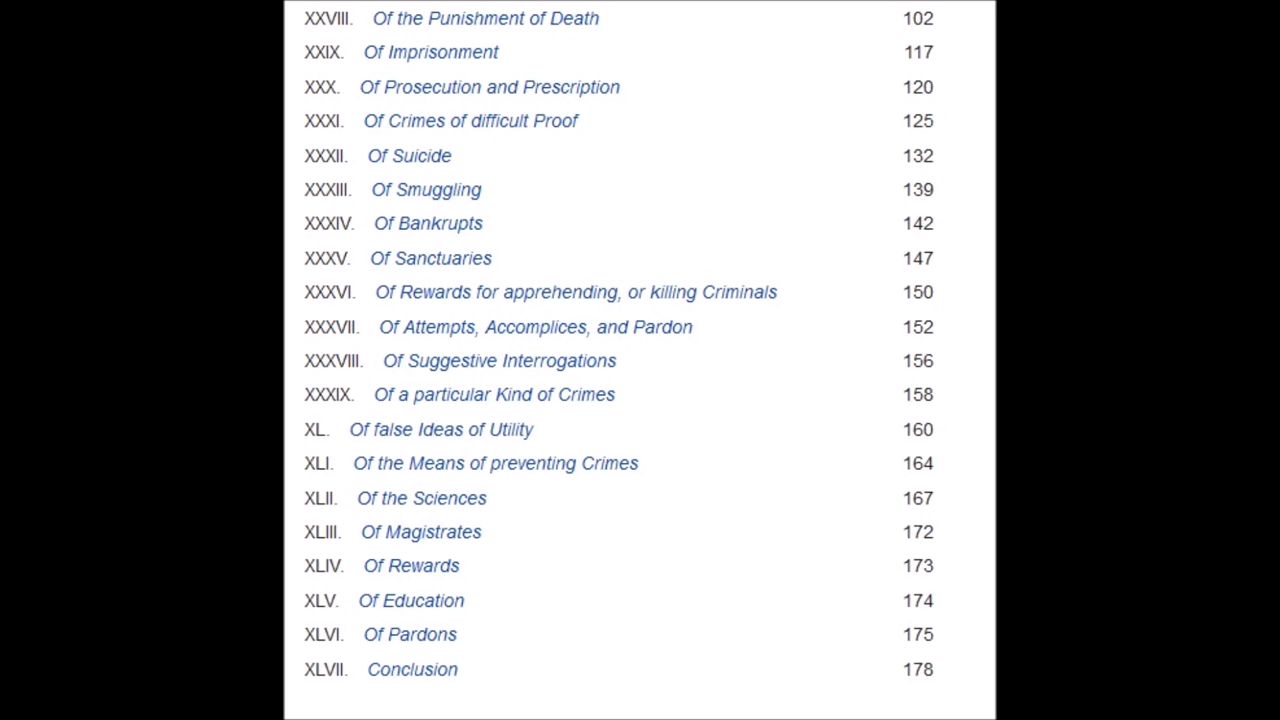 XXVIII. Of the Punishment of Death 102
XXIX. Of Imprisonment 117
XXX. Of Prosecution and Prescription 120
XXXI. Of Crimes of difficult Proof 125
XXXII. Of Suicide 132
XXXIII. Of Smuggling 139
XXXIV. Of Bankrupts 142
XXXV. Of Sanctuaries 147
XXXVI. Of Rewards for apprehending, or killing Criminals 150
XXXVII. Of Attempts, Accomplices, and Pardon 152
XXXVIII. Of Suggestive Interrogations 156
XXXIX. Of a particular Kind of Crimes 158
XL. Of false Ideas of Utility 160
XLI. Of the Means of preventing Crimes 164
XLII. Of the Sciences 167
XLIII. Of Magistrates 172
XLIV. Of Rewards 173
XLV. Of Education 174
XLVI. Of Pardons 175
XLVII. Conclusion 178